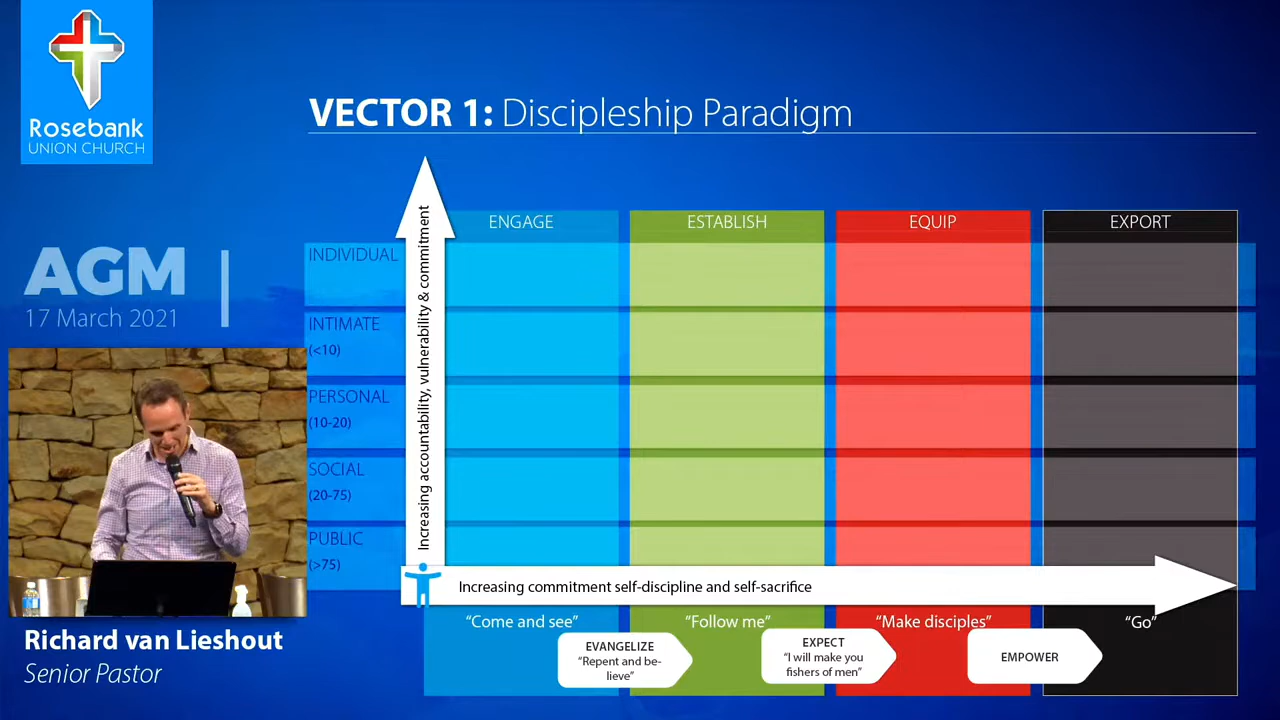 Rosebank
UNION CHURCH
VECTOR 1: Discipleship Paradigm
AGM
17 March 2021
ENGAGE
ESTABLISH
EQUIP
EXPORT
INDIVIDUAL
INTIMATE
(<10)
PERSONAL
(10-20)
SOCIAL
(20-75)
PUBLIC
(>75)
Increasing accountability, vulnerability & commitment
Increasing commitment self-discipline and self-sacrifice
“Come and see”
“Follow me”
“Make disciples”
“Go”
EVANGELIZE
“Repent and be-
lieve”
EXPECT
“I will make you
fishers of men”
EMPOWER
Richard van Lieshout
Senior Pastor